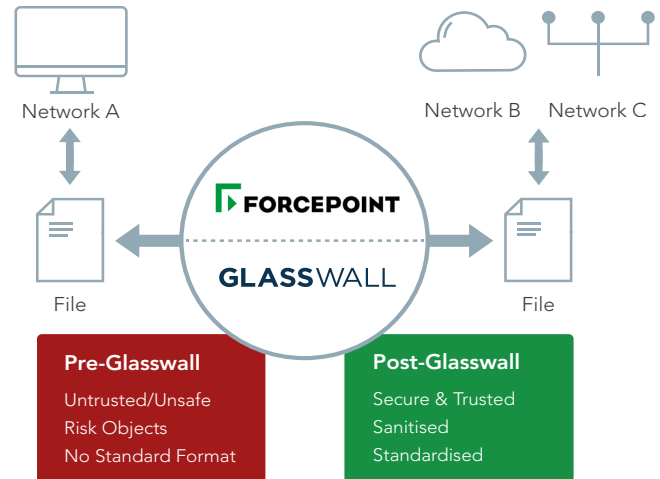 Network A
Network B
Network C
FORCEPOINT
GLASSWALL
File
File
Pre-Glasswall
Untrusted/Unsafe
Risk Objects
No Standard Format
Post-Glasswall
Secure & Trusted
Sanitised
Standardised